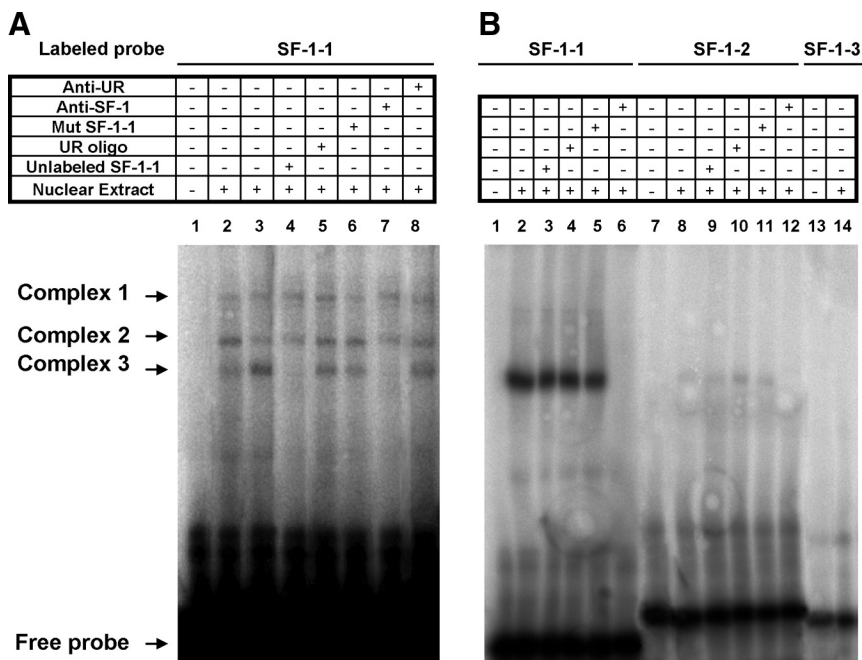 A
Labeled probe SF-1-1
Anti-UR - - - - - - - +
Anti-SF-1 - - - - - - + -
Mut SF-1-1 - - - - - + - -
UR oligo - - - - + - - -
Unlabeled SF-1-1 - - - + - - - -
Nuclear Extract - + + + + + + +
1 2 3 4 5 6 7 8
Complex 1
Complex 2
Complex 3
Free probe
B
SF-1-1 SF-1-2 SF-1-3
- - - - - + - - - - - + - -
- - - - + - - - - - + - - -
- - - + - - - - - + - - - -
- - + - - - - - + - - - - -
- + + + + + - + + + + + - +
1 2 3 4 5 6 7 8 9 10 11 12 13 14